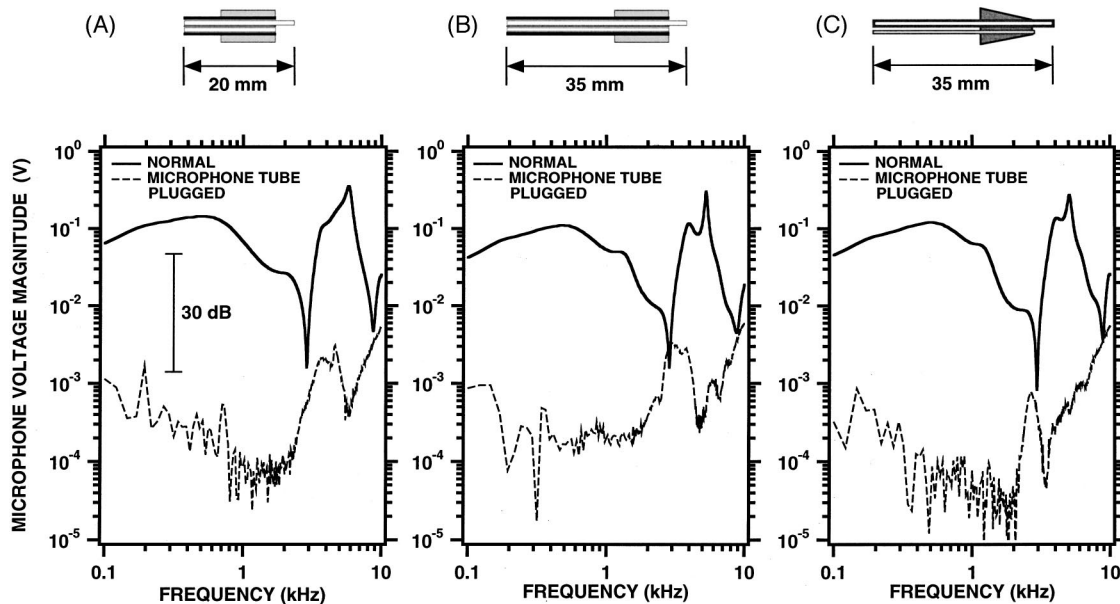 (A)
(B)
(C)
20 mm
35 mm
35 mm
MICROPHONE VOLTAGE MAGNITUDE (V)
10⁰
10⁻¹
10⁻²
10⁻³
10⁻⁴
10⁻⁵
NORMAL
MICROPHONE TUBE
PLUGGED
30 dB
0.1
1
10
FREQUENCY (kHz)
10⁰
10⁻¹
10⁻²
10⁻³
10⁻⁴
10⁻⁵
NORMAL
MICROPHONE TUBE
PLUGGED
0.1
1
10
FREQUENCY (kHz)
10⁰
10⁻¹
10⁻²
10⁻³
10⁻⁴
10⁻⁵
NORMAL
MICROPHONE TUBE
PLUGGED
0.1
1
10
FREQUENCY (kHz)